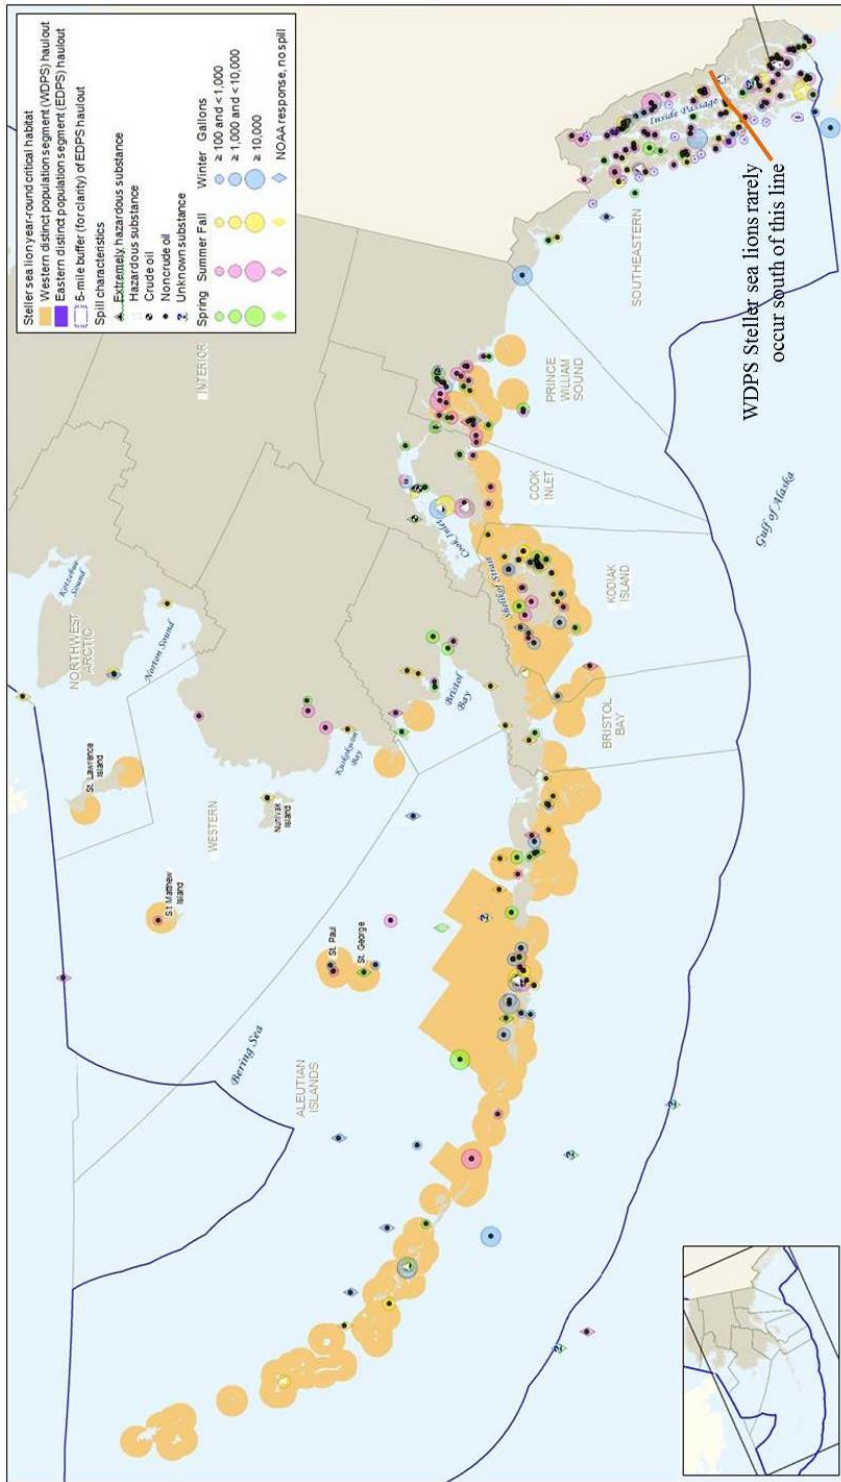 Steller sea lion year-round critical habitat
Western distinct population segment (WDPS) haulout
Eastern distinct population segment (EDPS) haulout
5-mile buffer (for clarity) of EDPS haulout
Spill characteristics
Extremely hazardous substance
Hazardous substance
Crude oil
Noncrude oil
Unknown substance
Spring Summer Fall Winter Gallons
≥ 100 and < 1,000
≥ 1,000 and < 10,000
≥ 10,000
NOAA response, no spill
Kotzebue
Sound
NORTHWEST
ARCTIC
Norton Sound
INTERIOR
St. Lawrence
Island
WESTERN
Nunivak
Island
Kuskokwim
Bay
St Matthew
Island
St. Paul
St. George
Bristol
Bay
Bering Sea
ALEUTIAN
ISLANDS
Cook Inlet
Shelikof Strait
BRISTOL
BAY
KODIAK
ISLAND
COOK
INLET
PRINCE
WILLIAM
SOUND
SOUTHEASTERN
Inside Passage
WDPS Steller sea lions rarely
occur south of this line
Gulf of Alaska